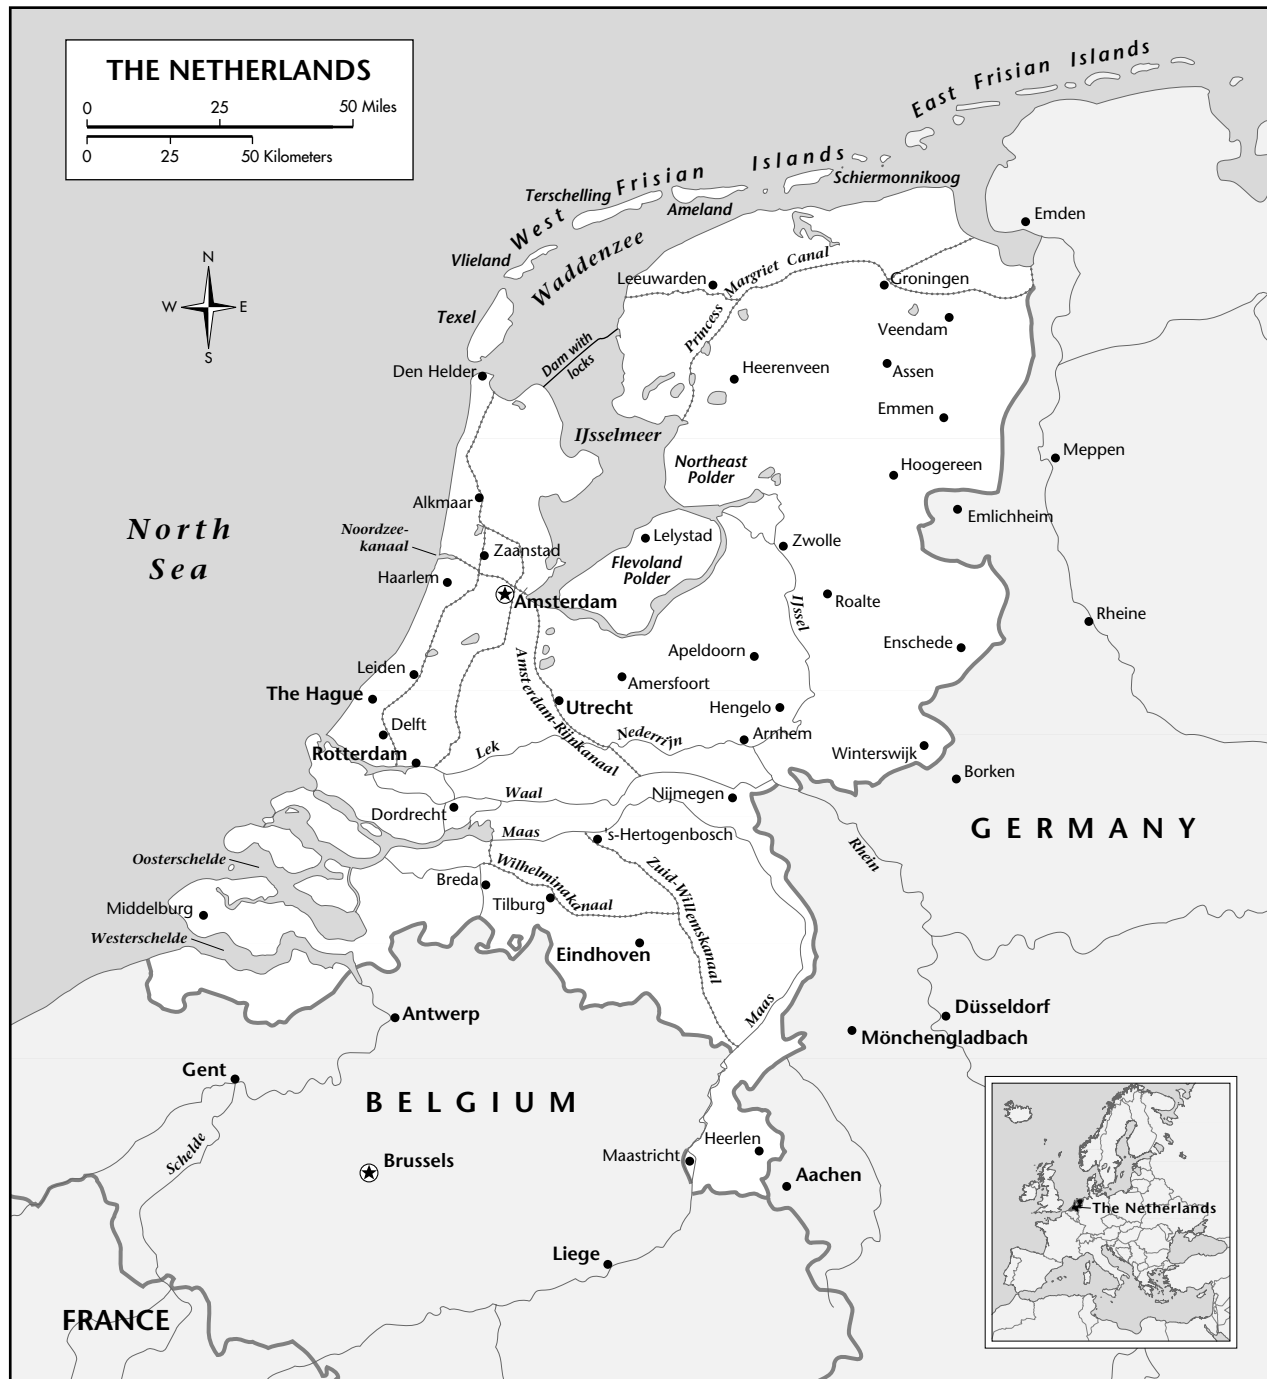 THE NETHERLANDS
0 25 50 Miles
0 25 50 Kilometers
East Frisian Islands
West Frisian Islands
Schiermonnikoog
Terschelling
Ameland
Emden
Vlieland
Waddenzee
N
W E
S
Leeuwarden
Princess Margriet Canal
Groningen
Texel
Veendam
Dam with
locks
Den Helder
Heerenveen
Assen
Emmen
IJsselmeer
Northeast
Polder
Hoogereen
Meppen
Alkmaar
Emlichheim
North
Sea
Noordzee-
kanaal
Zaanstad
Lelystad
Zwolle
Haarlem
Flevoland
Polder
Amsterdam
IJssel
Roalte
Rheine
Enschede
Apeldoorn
Leiden
Amersfoort
The Hague
Amsterdam-Rijnkanaal
Utrecht
Hengelo
Delft
Nederrijn
Arnhem
Rotterdam
Lek
Winterswijk
Borken
Waal
Nijmegen
Dordrecht
GERMANY
Maas
's-Hertogenbosch
Rhein
Oosterschelde
Wilhelminakanaal
Zuid-Willemskanaal
Breda
Tilburg
Middelburg
Westerschelde
Eindhoven
Maas
Antwerp
Düsseldorf
Mönchengladbach
Gent
BELGIUM
Schelde
Heerlen
Maastricht
Brussels
Aachen
The Netherlands
Liege
FRANCE